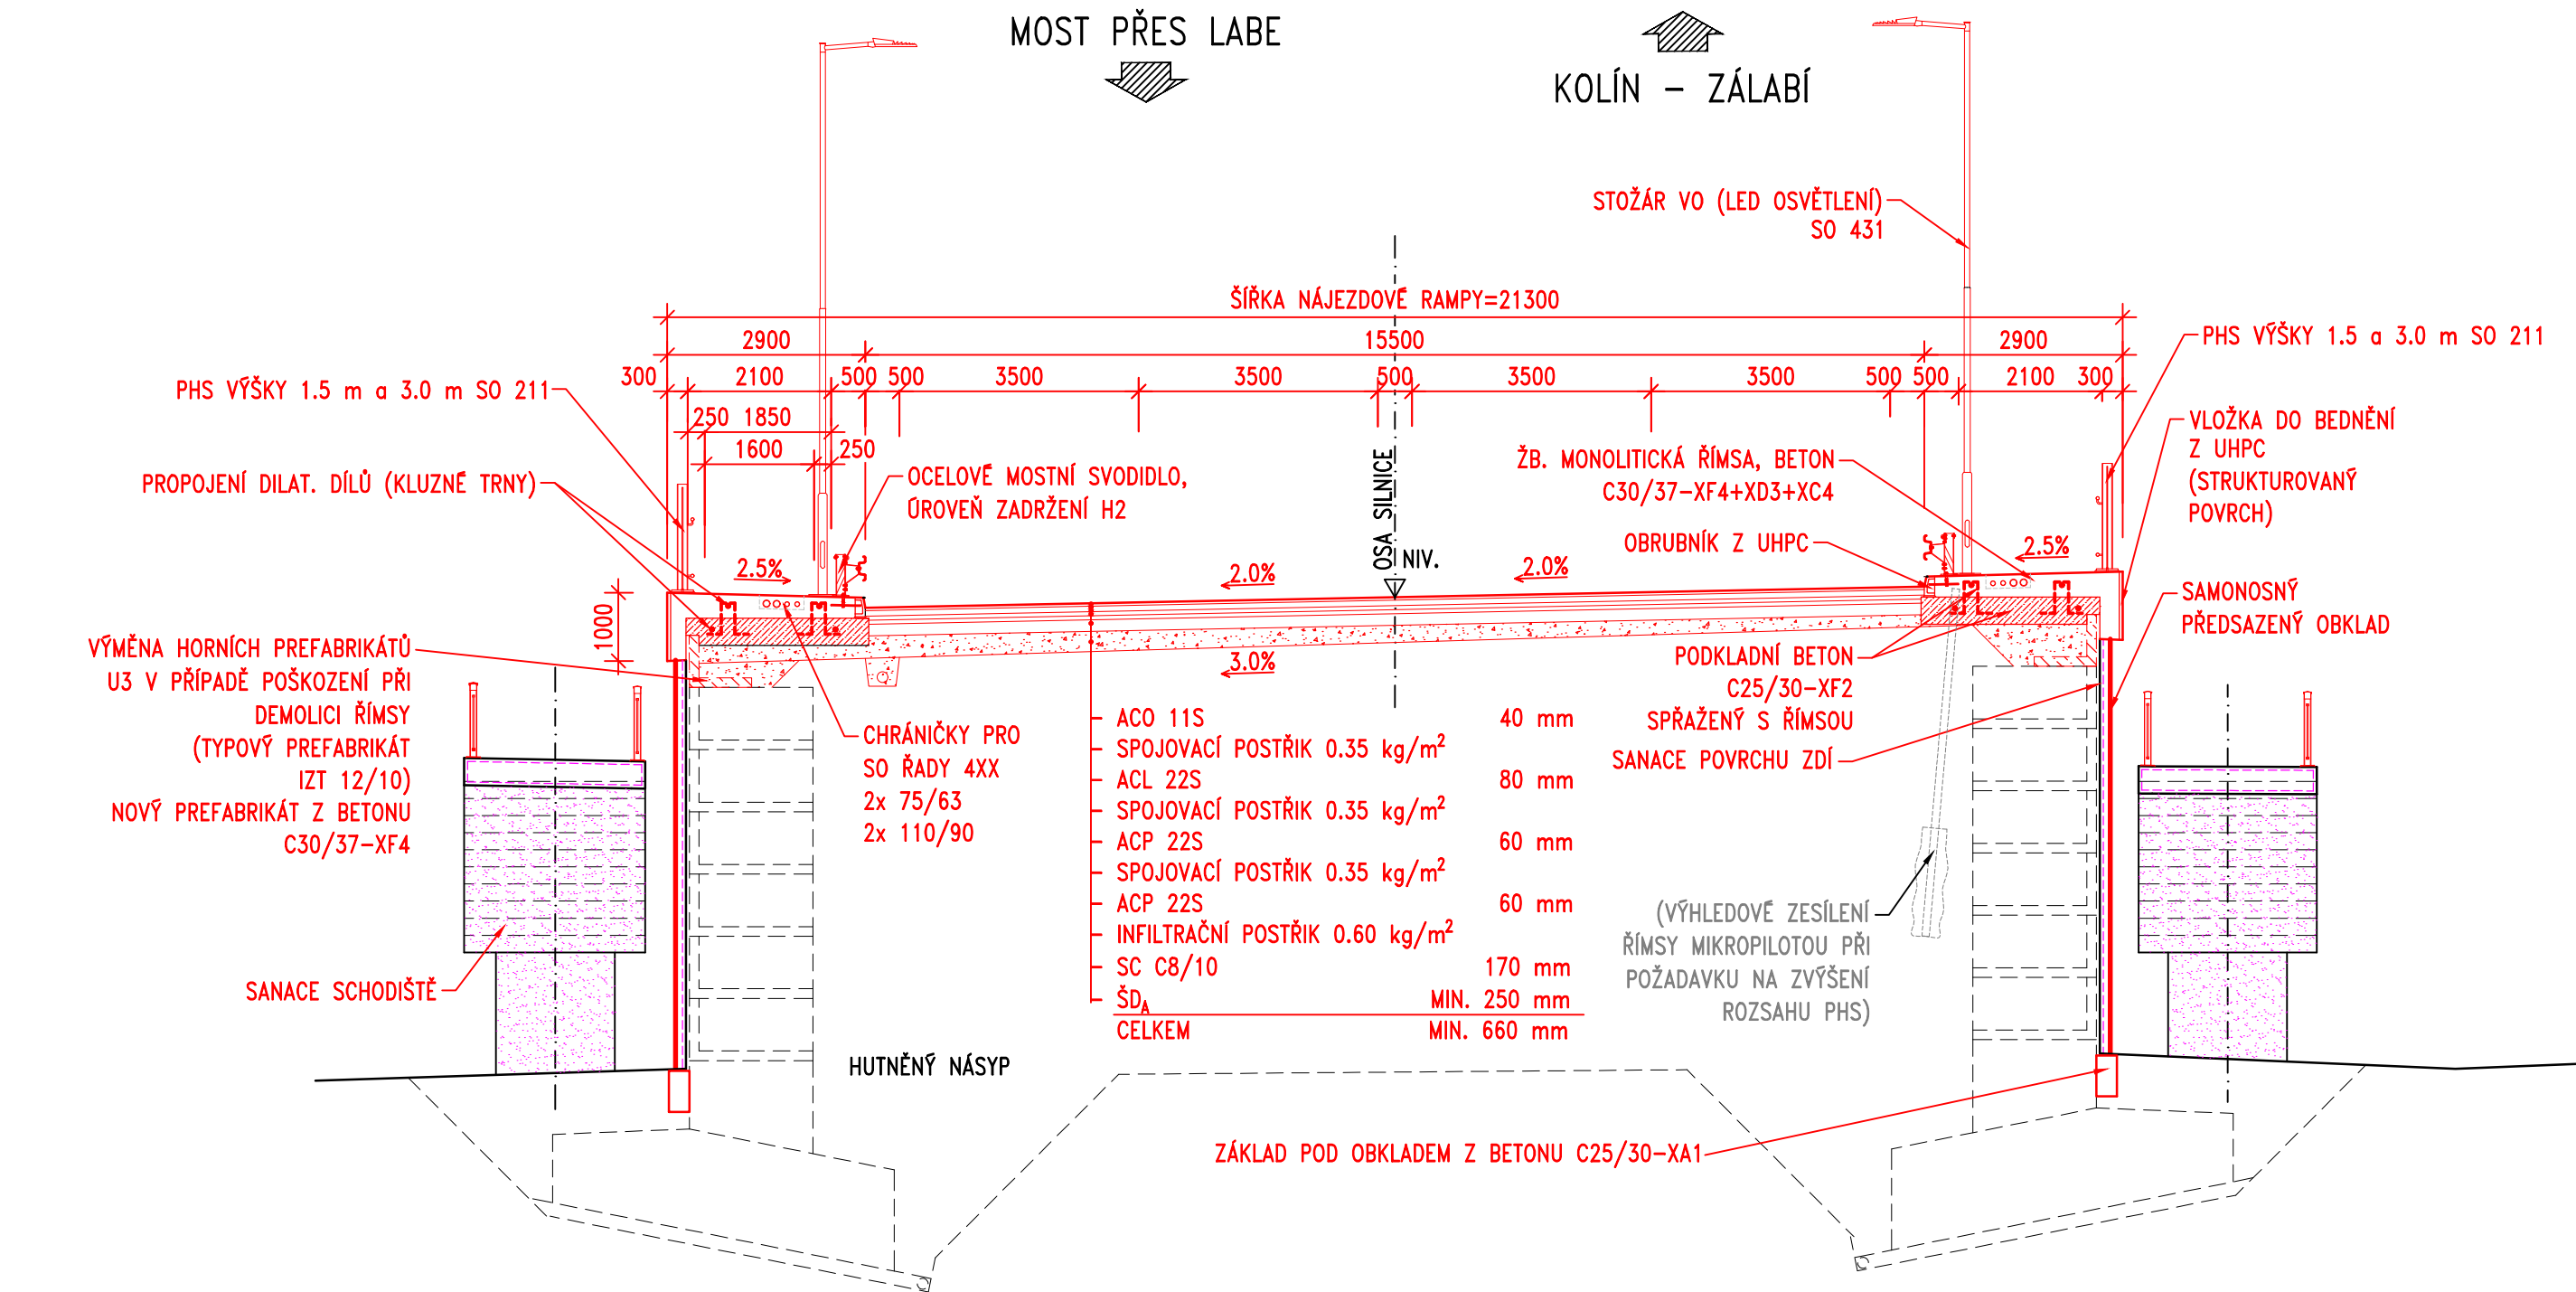 MOST PŘES LABE
KOLÍN – ZÁLABÍ
STOŽÁR VO (LED OSVĚTLENÍ)
SO 431
ŠÍŘKA NÁJEZDOVÉ RAMPY=21300
2900
15500
2900
300
2100
500
500
3500
3500
500
3500
3500
500
500
2100
300
250
1850
1600
250
PHS VÝŠKY 1.5 m a 3.0 m SO 211
PHS VÝŠKY 1.5 a 3.0 m SO 211
PROPOJENÍ DILAT. DÍLŮ (KLUZNÉ TRNY)
OCELOVÉ MOSTNÍ SVODIDLO,
ÚROVEŇ ZADRŽENÍ H2
OSA SILNICE
NIV.
ŽB. MONOLITICKÁ ŘÍMSA, BETON
C30/37-XF4+XD3+XC4
OBRUBNÍK Z UHPC
VLOŽKA DO BEDNĚNÍ
Z UHPC
(STRUKTUROVANÝ
POVRCH)
2.5%
2.0%
2.0%
2.5%
3.0%
1000
SAMONOSNÝ
PŘEDSAZENÝ OBKLAD
VÝMĚNA HORNÍCH PREFABRIKÁTŮ
U3 V PŘÍPADĚ POŠKOZENÍ PŘI
DEMOLICI ŘÍMSY
(TYPOVÝ PREFABRIKÁT
IZT 12/10)
NOVÝ PREFABRIKÁT Z BETONU
C30/37-XF4
PODKLADNÍ BETON
C25/30-XF2
SPŘAŽENÝ S ŘÍMSOU
SANACE POVRCHU ZDÍ
CHRÁNIČKY PRO
SO ŘADY 4XX
2x 75/63
2x 110/90
ACO 11S 40 mm
SPOJOVACÍ POSTŘIK 0.35 kg/m²
ACL 22S 80 mm
SPOJOVACÍ POSTŘIK 0.35 kg/m²
ACP 22S 60 mm
SPOJOVACÍ POSTŘIK 0.35 kg/m²
ACP 22S 60 mm
INFILTRAČNÍ POSTŘIK 0.60 kg/m²
SC C8/10 170 mm
ŠDA MIN. 250 mm
CELKEM MIN. 660 mm
(VÝHLEDOVÉ ZESÍLENÍ
ŘÍMSY MIKROPILOTOU PŘI
POŽADAVKU NA ZVÝŠENÍ
ROZSAHU PHS)
SANACE SCHODIŠTĚ
HUTNĚNÝ NÁSYP
ZÁKLAD POD OBKLADEM Z BETONU C25/30-XA1